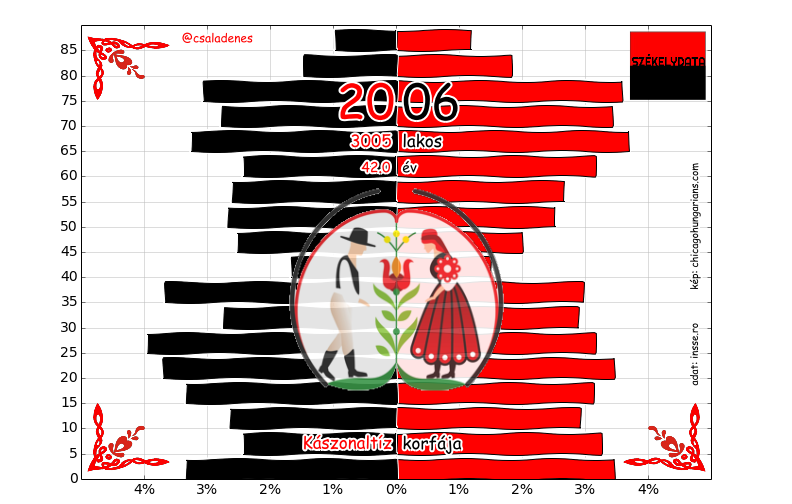 @csaladenes
SZÉKELYDATA
2006
3005 lakos
42.0 év
kép: chicagohungarians.com
adat: insse.ro
Kászonaltíz korfája
85
80
75
70
65
60
55
50
45
40
35
30
25
20
15
10
5
0
4% 3% 2% 1% 0% 1% 2% 3% 4%